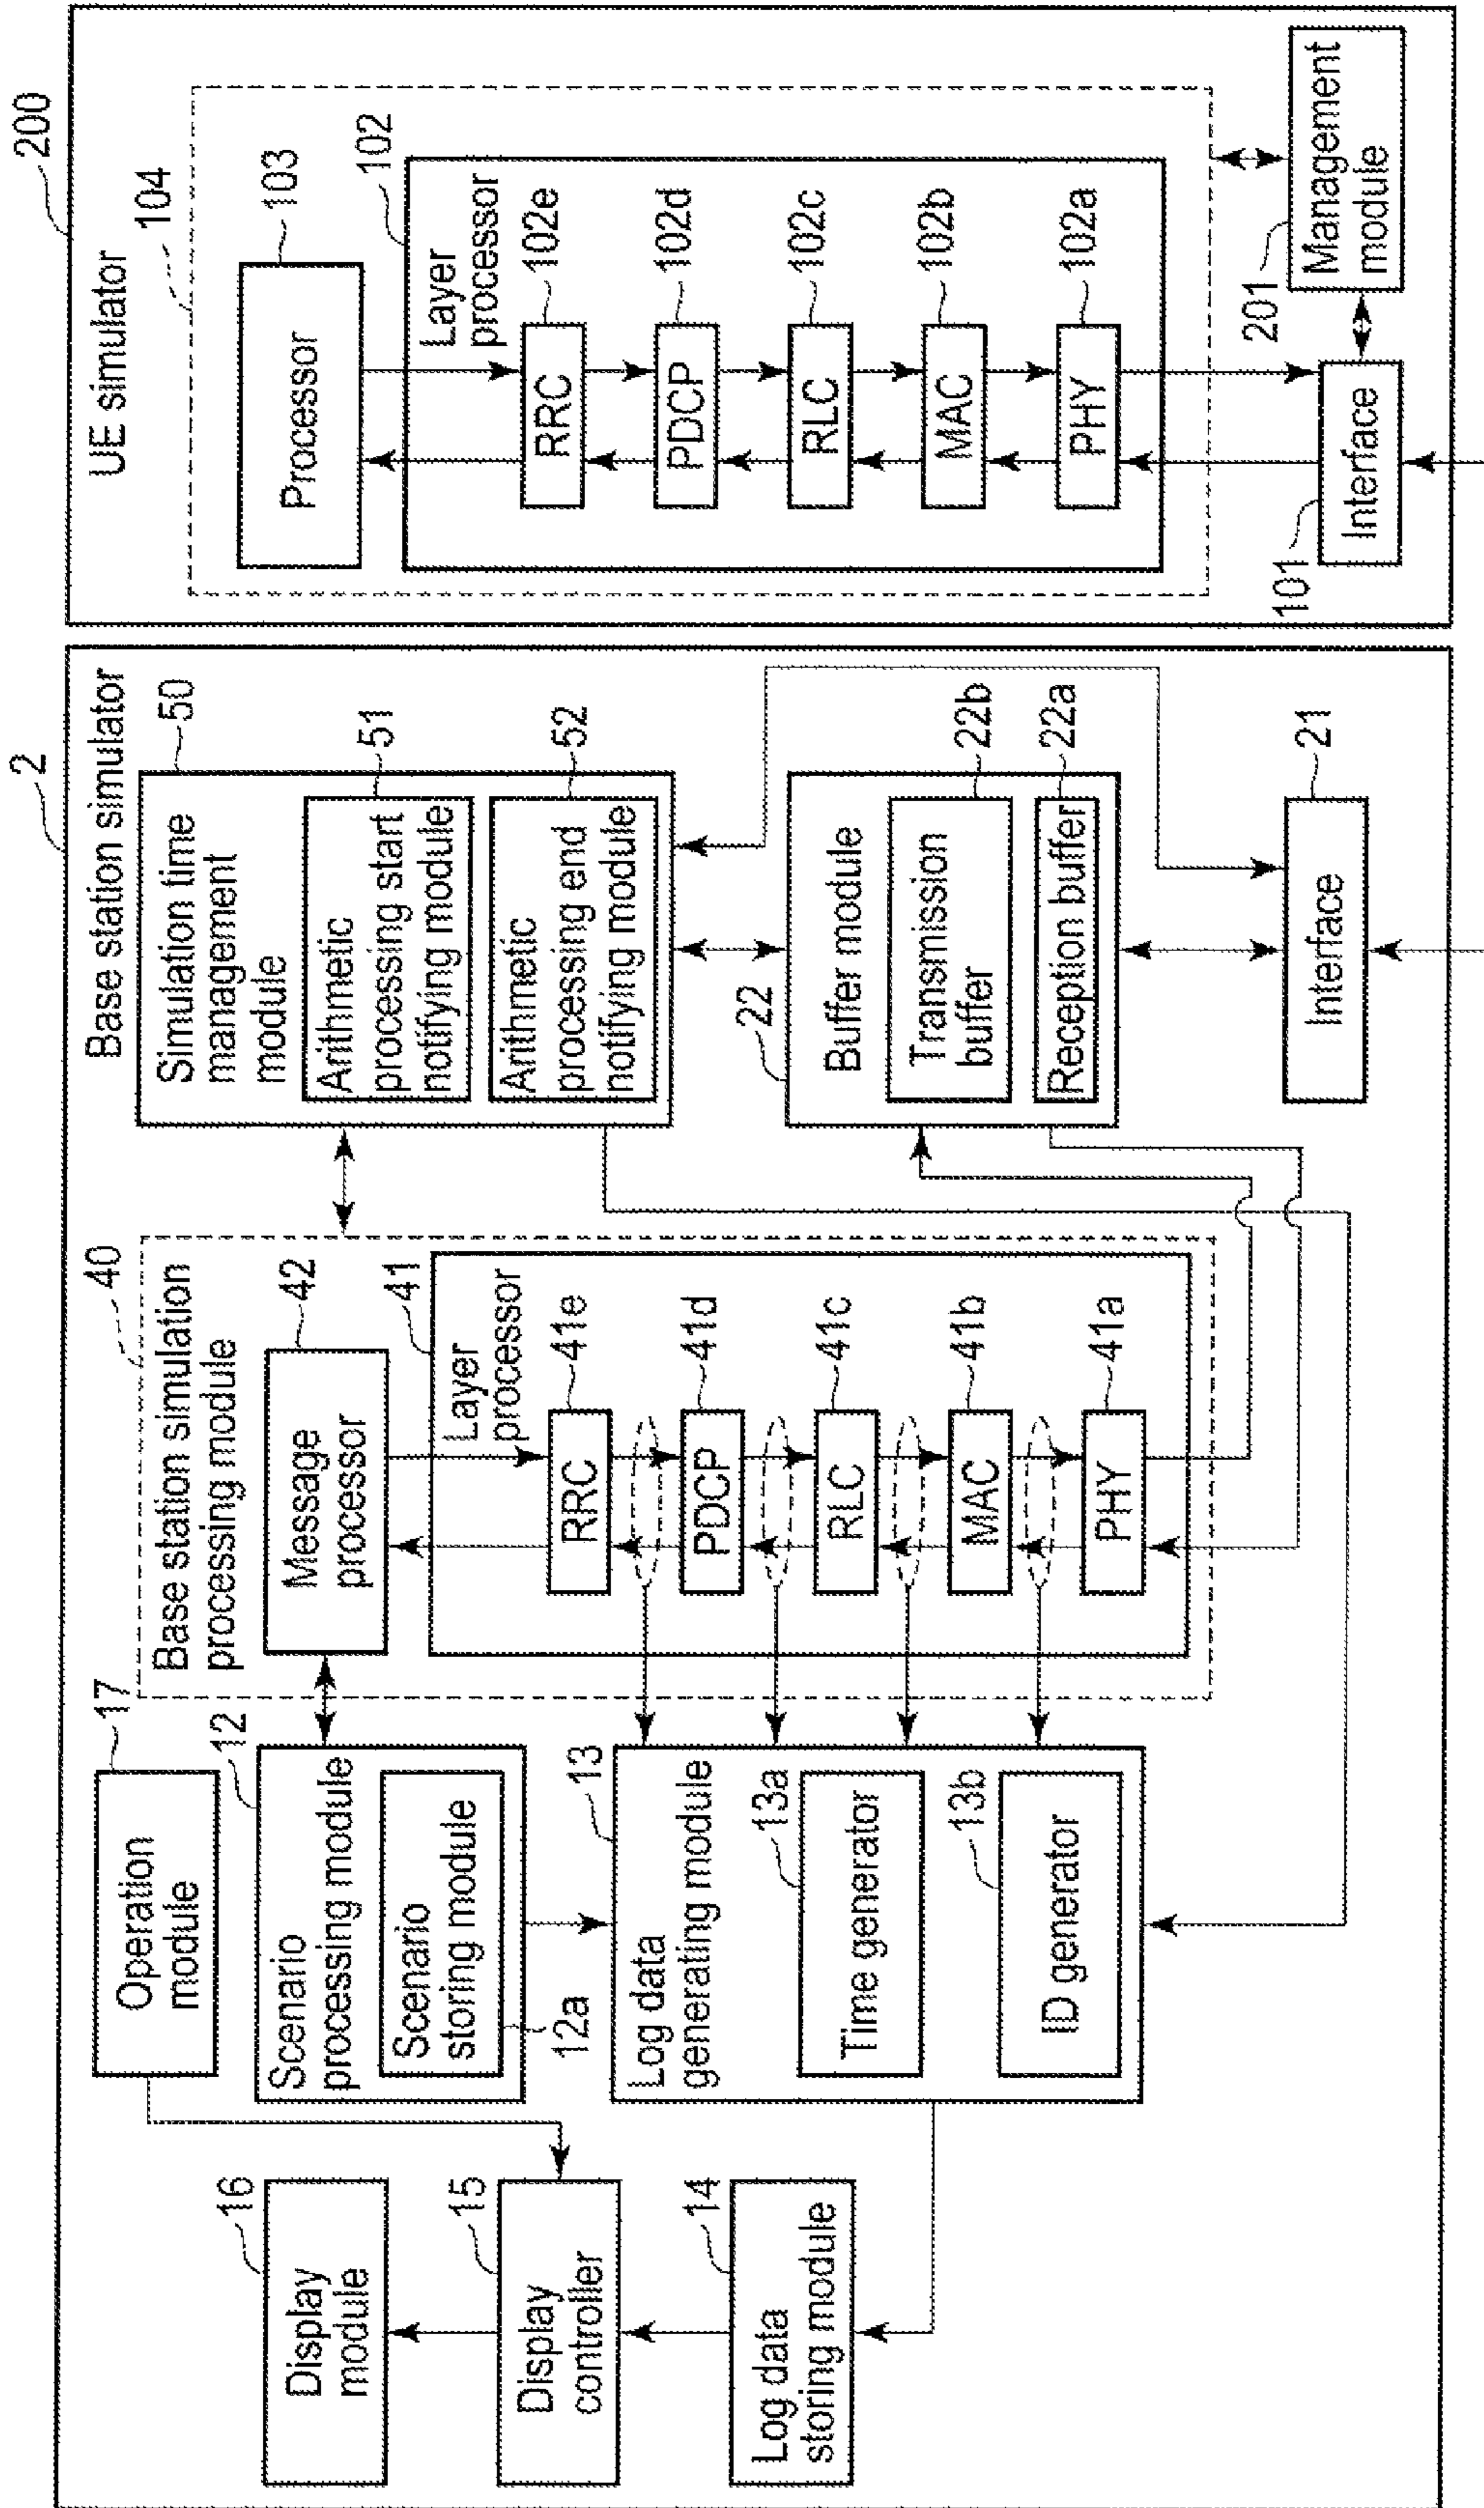 2
Base station simulator
17
Operation
module
16
Display
module
15
Display
controller
14
Log data
storing module
12
Scenario
processing module
Scenario
storing module
12a
13
Log data
generating module
13a
Time generator
13b
ID generator
40
Base station simulation
processing module
42
Message
processor
41
Layer
processor
41e
RRC
41d
PDCP
41c
RLC
41b
MAC
41a
PHY
50
Simulation time
management
module
51
Arithmetic
processing start
notifying module
52
Arithmetic
processing end
notifying module
22
Buffer module
22b
Transmission
buffer
22a
Reception buffer
21
Interface
200
UE simulator
104
103
Processor
102
Layer
processor
102e
RRC
102d
PDCP
102c
RLC
102b
MAC
102a
PHY
201
Management
module
101
Interface